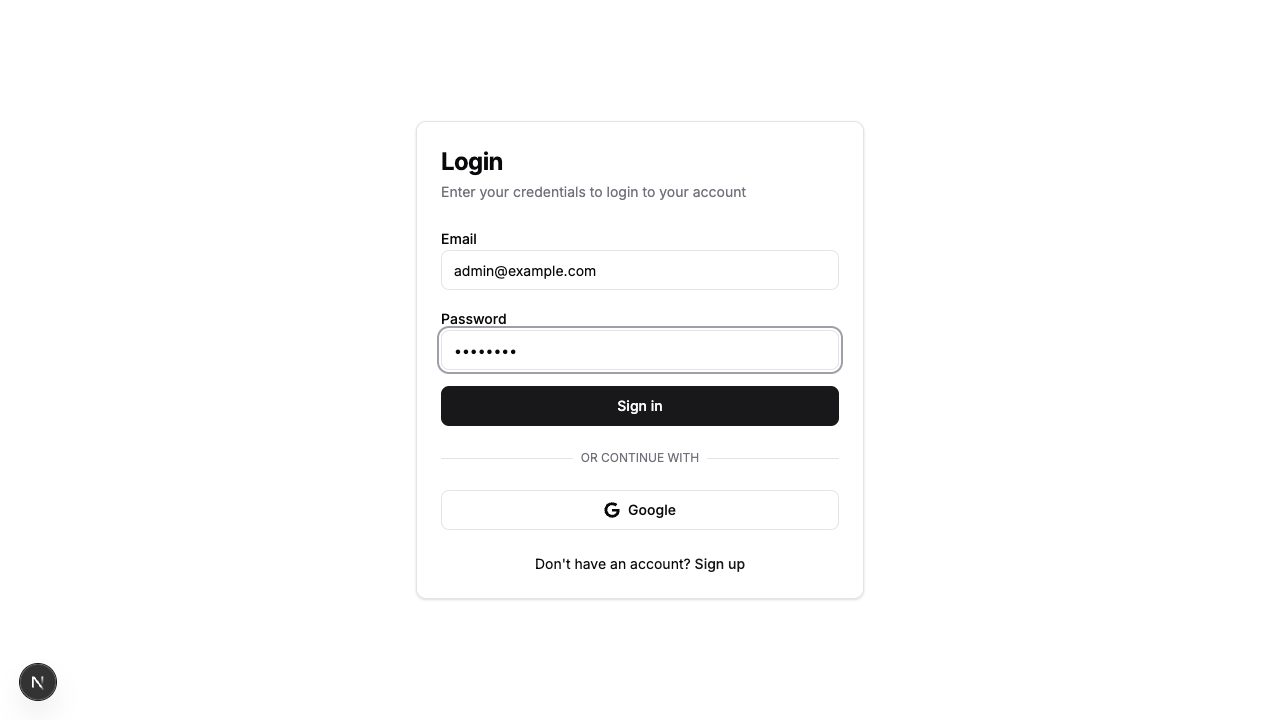 Login
Enter your credentials to login to your account
Email
admin@example.com
Password
••••••••
Sign in
OR CONTINUE WITH
Google
Don't have an account? Sign up
N